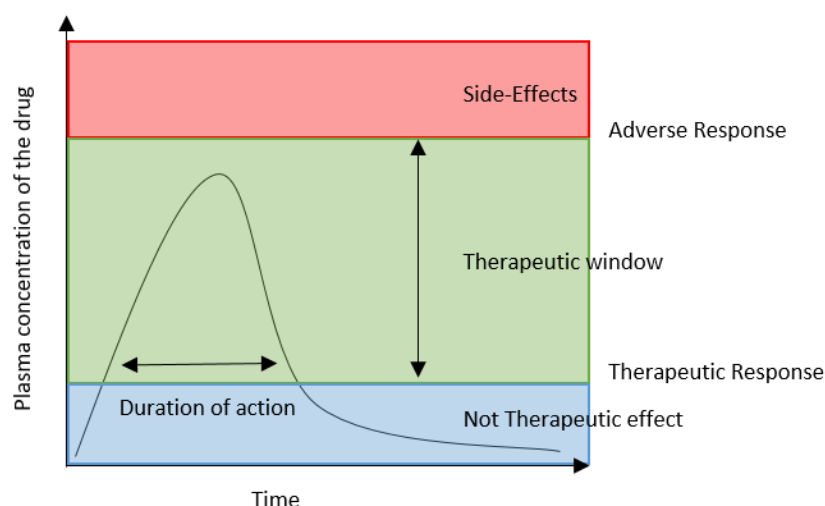 Plasma concentration of the drug
Side-Effects
Adverse Response
Therapeutic window
Therapeutic Response
Duration of action
Not Therapeutic effect
Time